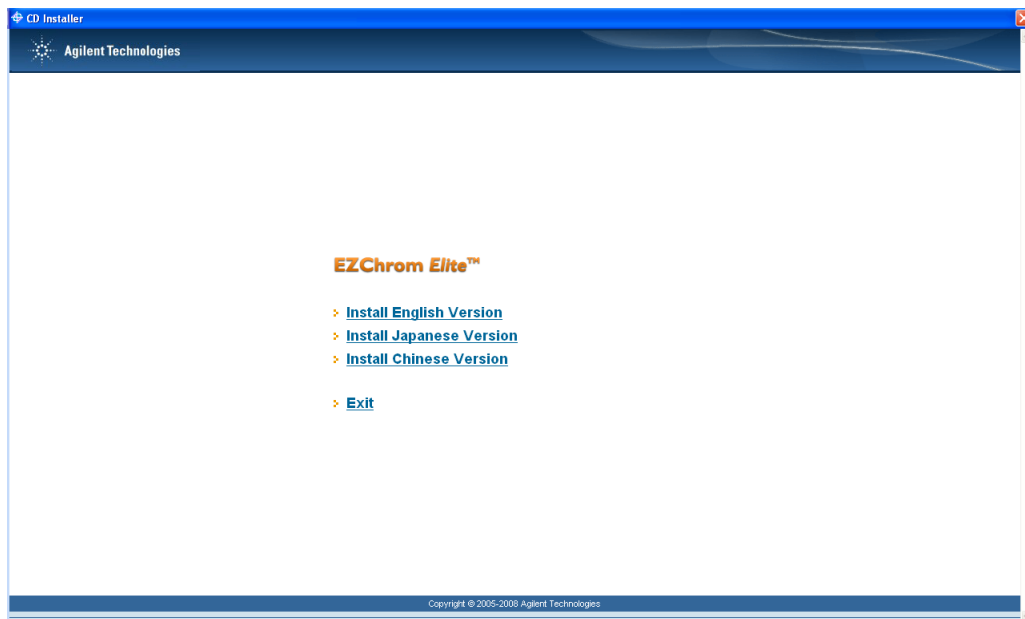 CD Installer
Agilent Technologies
EZChrom Elite™
Install English Version
Install Japanese Version
Install Chinese Version
Exit
Copyright © 2005-2008 Agilent Technologies